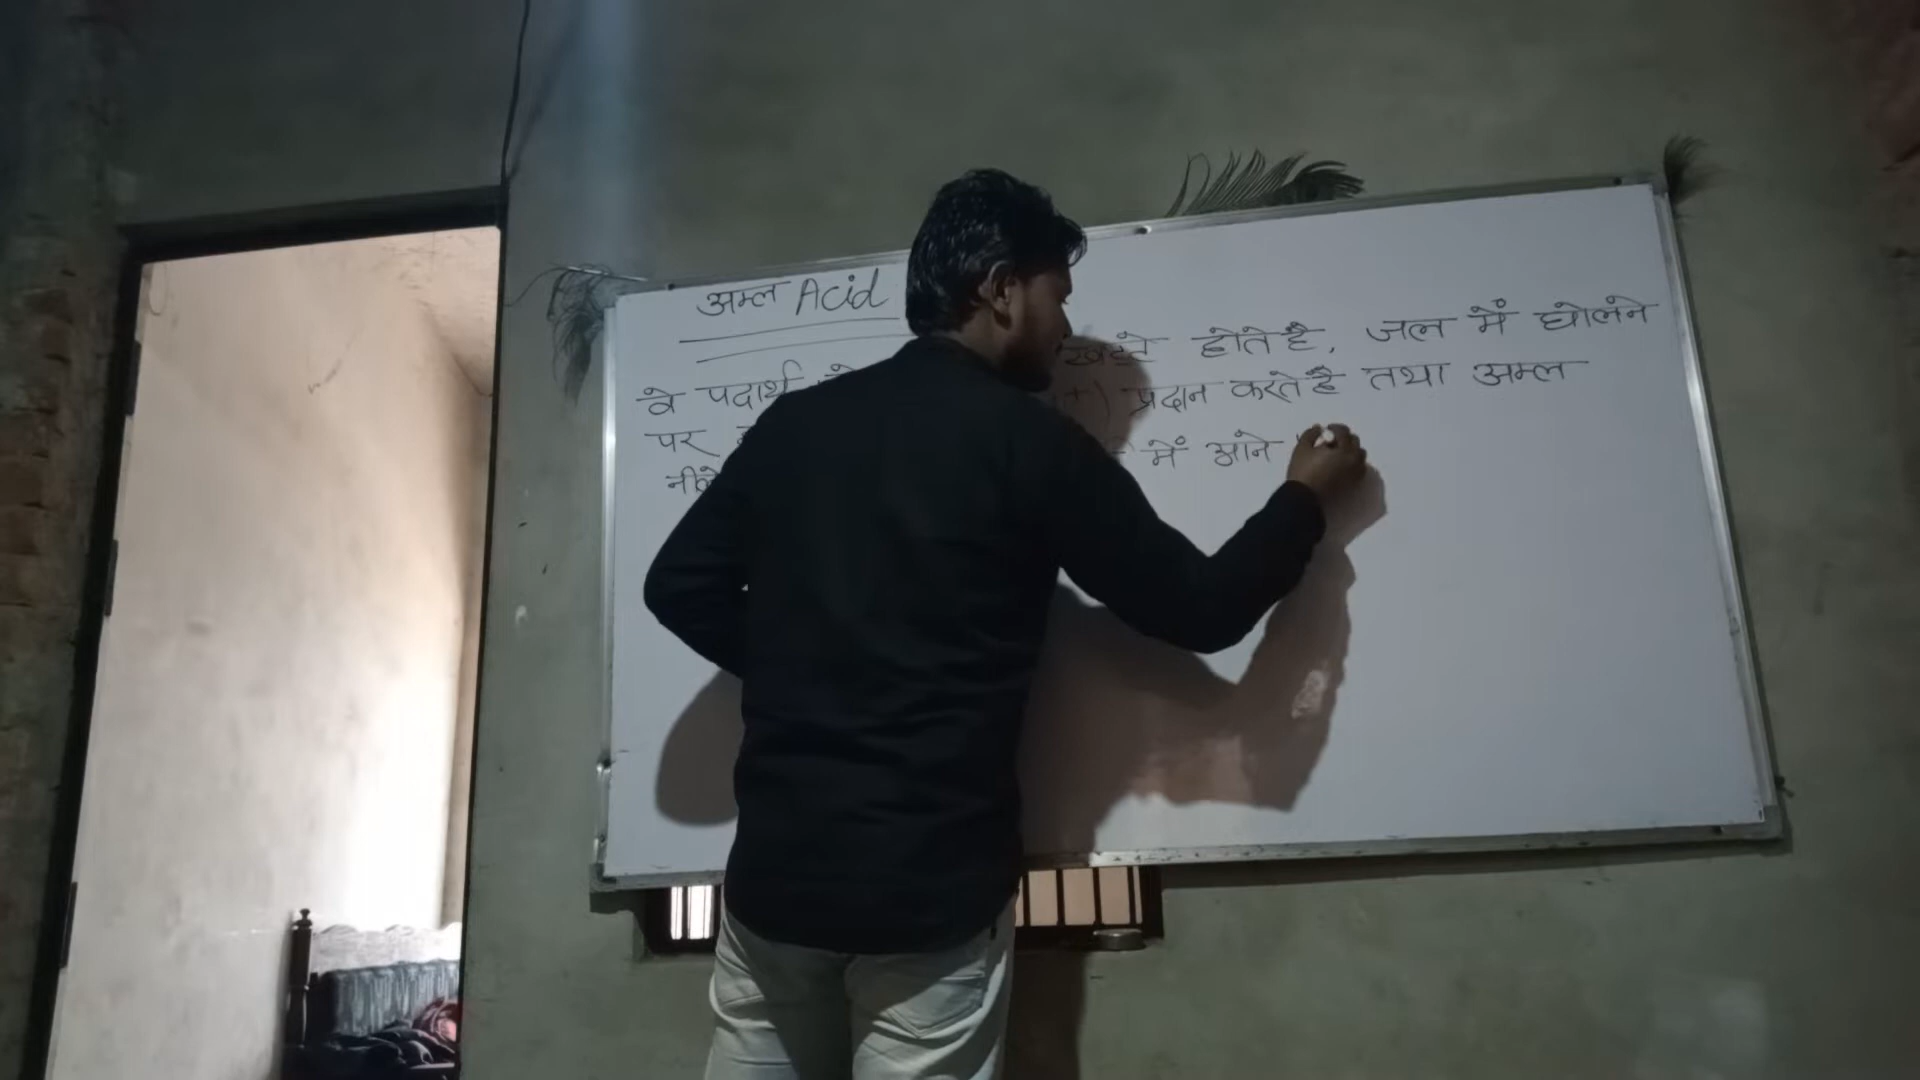 अम्ल Acid
वे पदार्थ खट्टे होते है, जल में घोलने
पर +) प्रदान करते है तथा अम्ल
नीले में आने